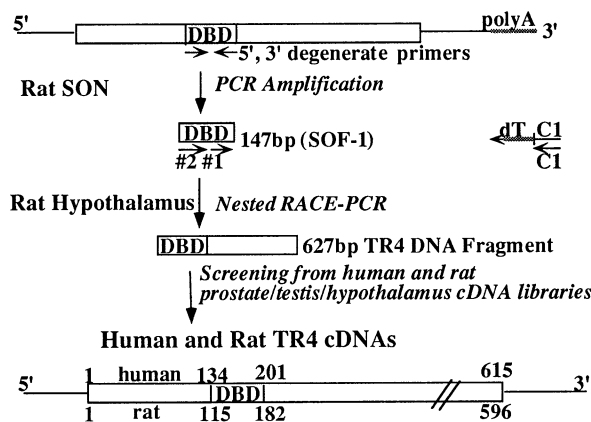 5' DBD polyA 3'
5', 3' degenerate primers
Rat SON PCR Amplification
DBD 147bp (SOF-1) dT C1
#2 #1 C1
Rat Hypothalamus Nested RACE-PCR
DBD 627bp TR4 DNA Fragment
Screening from human and rat
prostate/testis/hypothalamus cDNA libraries
Human and Rat TR4 cDNAs
5' 1 human 134 201 615 3'
DBD
1 rat 115 182 596